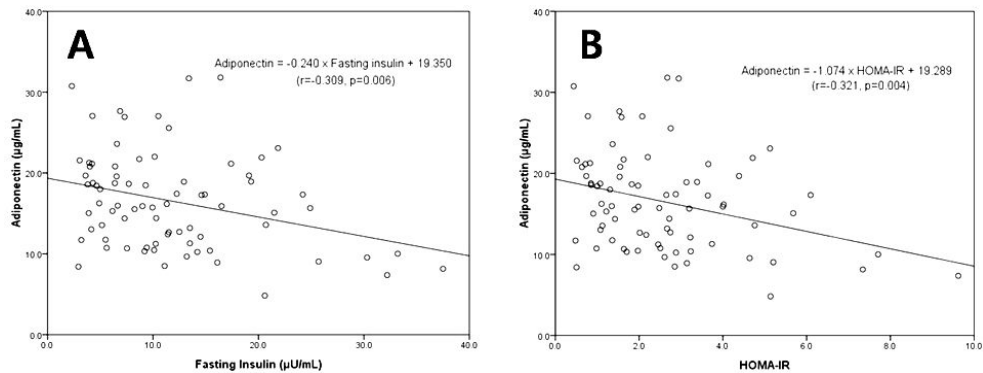 A
Adiponectin = -0.240 x Fasting insulin + 19.350
(r=-0.309, p=0.006)
Adiponectin (µg/mL)
40.0
30.0
20.0
10.0
0.0
0.0 10.0 20.0 30.0 40.0
Fasting Insulin (µU/mL)
B
Adiponectin = -1.074 x HOMA-IR + 19.289
(r=-0.321, p=0.004)
Adiponectin (µg/mL)
40.0
30.0
20.0
10.0
0.0
0.0 2.0 4.0 6.0 8.0 10.0
HOMA-IR